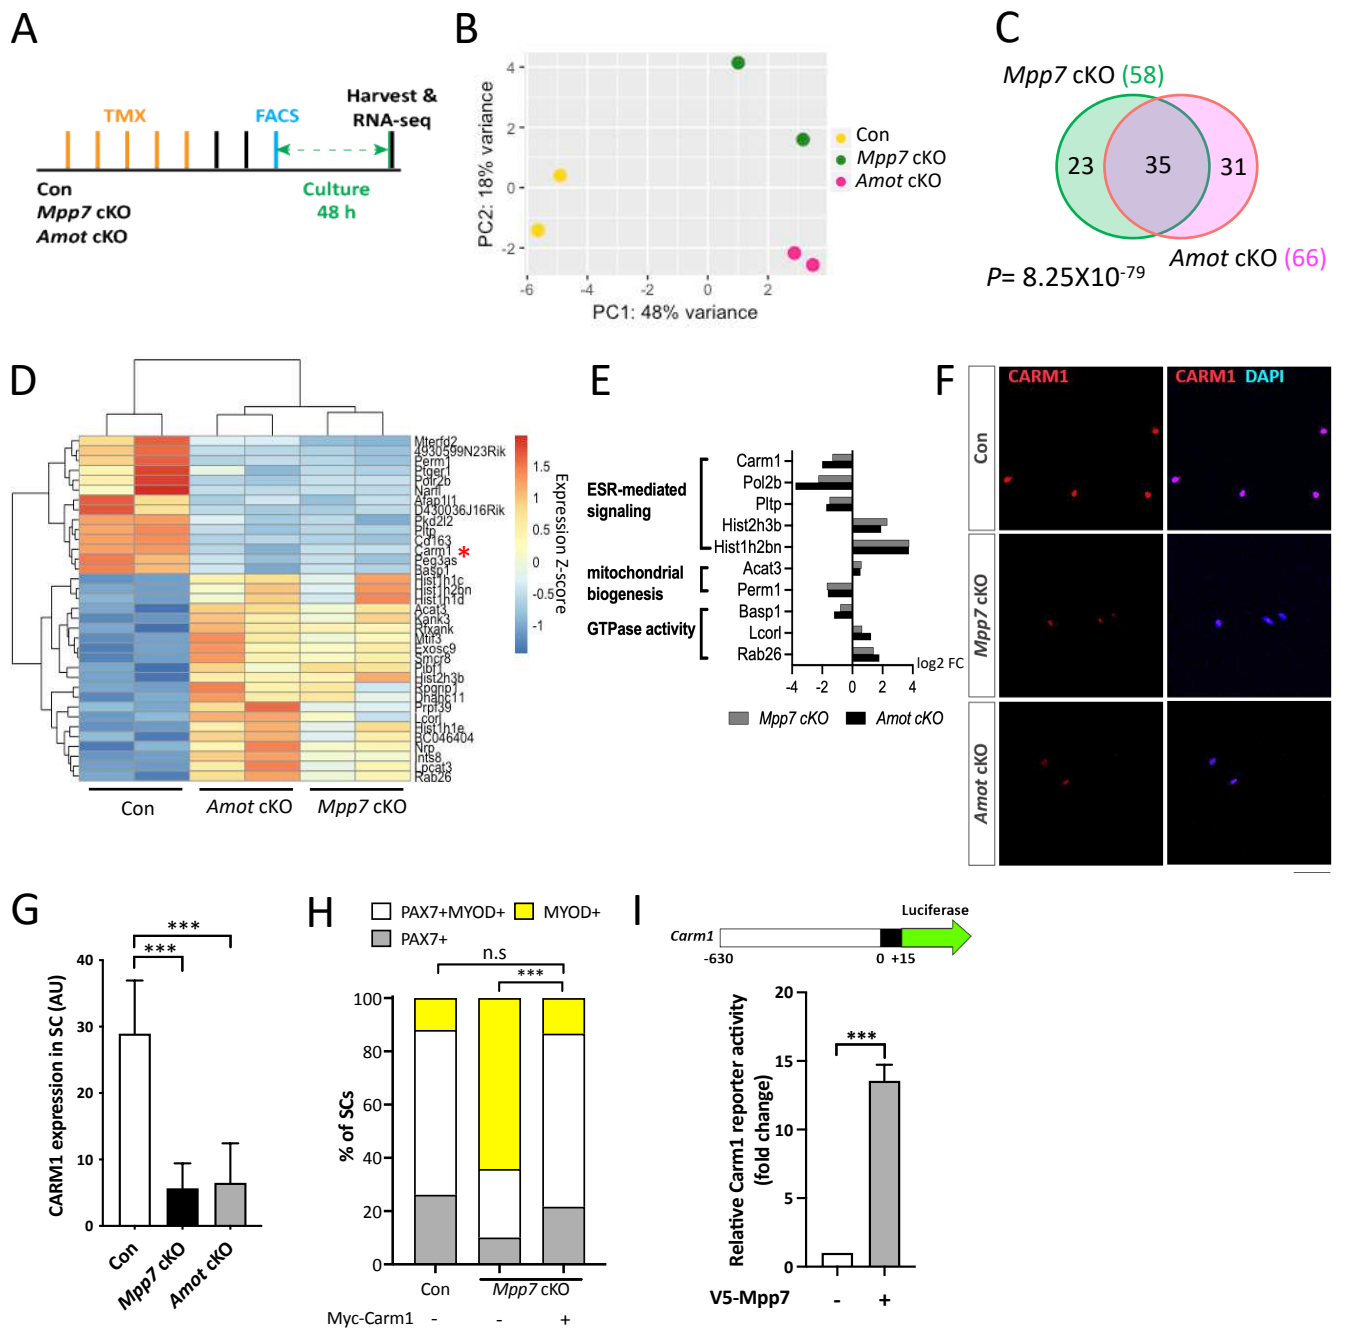 A
TMX
FACS
Harvest &
RNA-seq
Con
Mpp7 cKO
Amot cKO
Culture
48 h
B
4
2
0
-2
-6
-4
-2
0
2
PC2: 18% variance
PC1: 48% variance
Con
Mpp7 cKO
Amot cKO
C
Mpp7 cKO (58)
23
35
31
Amot cKO (66)
P= 8.25X10-79
D
Mterfd2
4930599N23Rik
Perm1
Ptger1
Polr2b
Narfl
Afap1l1
D430036J16Rik
Pkd2l2
Pltp
Cd163
Carm1 *
Peg3as
Basp1
Hist1h1c
Hist1h2bn
Hist1h1d
Acat3
Kank3
Rfxank
Mtif3
Exosc9
Smcr8
Pibf1
Hist2h3b
Rpgrip1
Dnajc11
Prpf39
Lcorl
Hist1h1e
BC046404
Nrp
Ints8
Lpcat3
Rab26
Con
Amot cKO
Mpp7 cKO
1.5
1
0.5
0
-0.5
-1
Expression Z-score
E
ESR-mediated
signaling
mitochondrial
biogenesis
GTPase activity
Carm1
Pol2b
Pltp
Hist2h3b
Hist1h2bn
Acat3
Perm1
Basp1
Lcorl
Rab26
log2 FC
-4
-2
0
2
4
Mpp7 cKO
Amot cKO
F
CARM1
CARM1 DAPI
Con
Mpp7 cKO
Amot cKO
G
***
***
CARM1 expression in SC (AU)
40
30
20
10
0
Con
Mpp7 cKO
Amot cKO
H
PAX7+MYOD+
MYOD+
PAX7+
n.s
***
% of SCs
100
80
60
40
20
0
Con
Mpp7 cKO
Myc-Carm1 - - +
I
Luciferase
Carm1
-630
0
+15
Relative Carm1 reporter activity
(fold change)
20
15
10
5
0
***
V5-Mpp7 - +